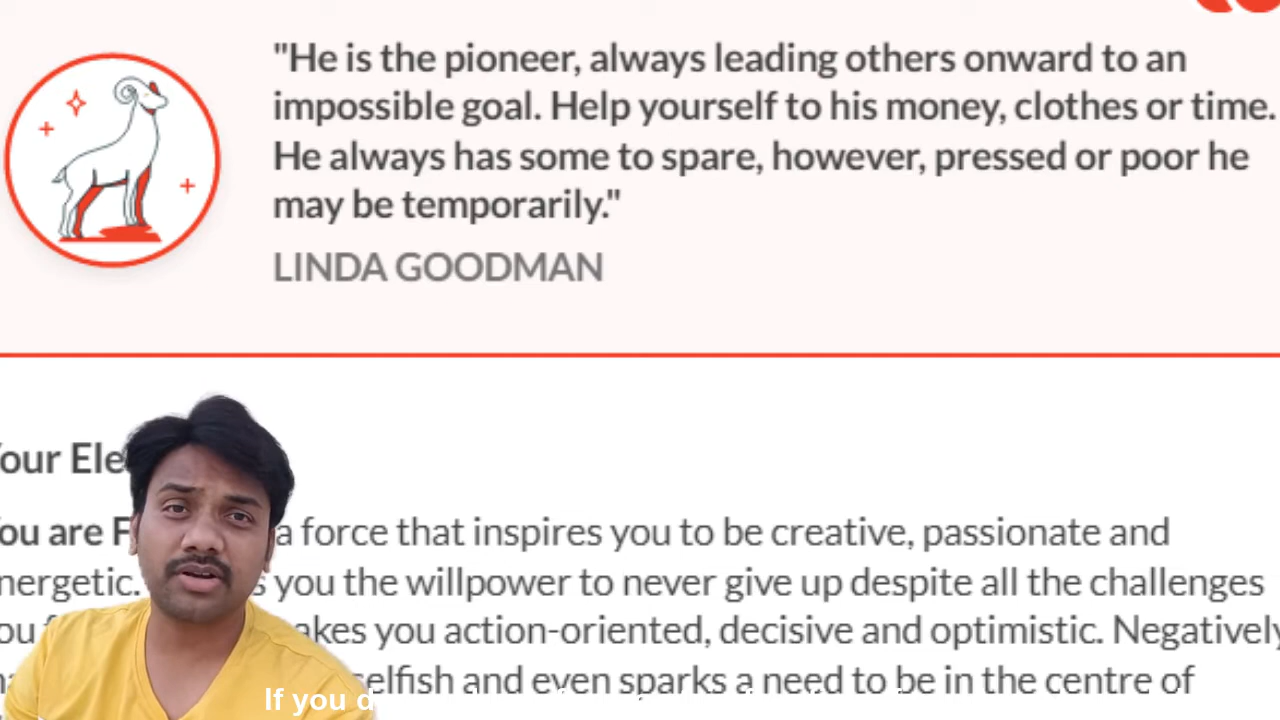 "He is the pioneer, always leading others onward to an
impossible goal. Help yourself to his money, clothes or time.
He always has some to spare, however, pressed or poor he
may be temporarily."
LINDA GOODMAN
our Ele
ou are F a force that inspires you to be creative, passionate and
nergetic. s you the willpower to never give up despite all the challenges
ou akes you action-oriented, decisive and optimistic. Negatively
elfish and even sparks a need to be in the centre of
If you d